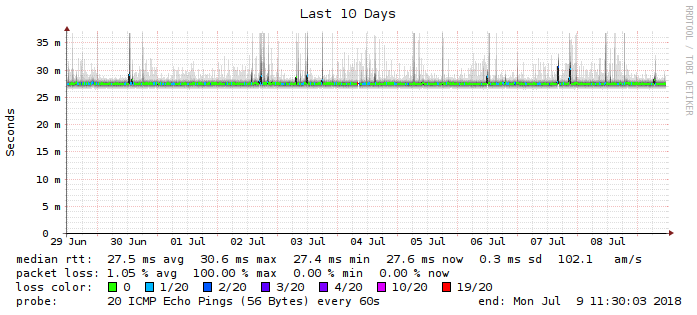 Last 10 Days
RRDTOOL / TOBI OETIKER
Seconds
35 m
30 m
25 m
20 m
15 m
10 m
5 m
0
29 Jun 30 Jun 01 Jul 02 Jul 03 Jul 04 Jul 05 Jul 06 Jul 07 Jul 08 Jul
median rtt: 27.5 ms avg 30.6 ms max 27.4 ms min 27.6 ms now 0.3 ms sd 102.1 am/s
packet loss: 1.05 % avg 100.00 % max 0.00 % min 0.00 % now
loss color: 0 1/20 2/20 3/20 4/20 10/20 19/20
probe: 20 ICMP Echo Pings (56 Bytes) every 60s end: Mon Jul 9 11:30:03 2018